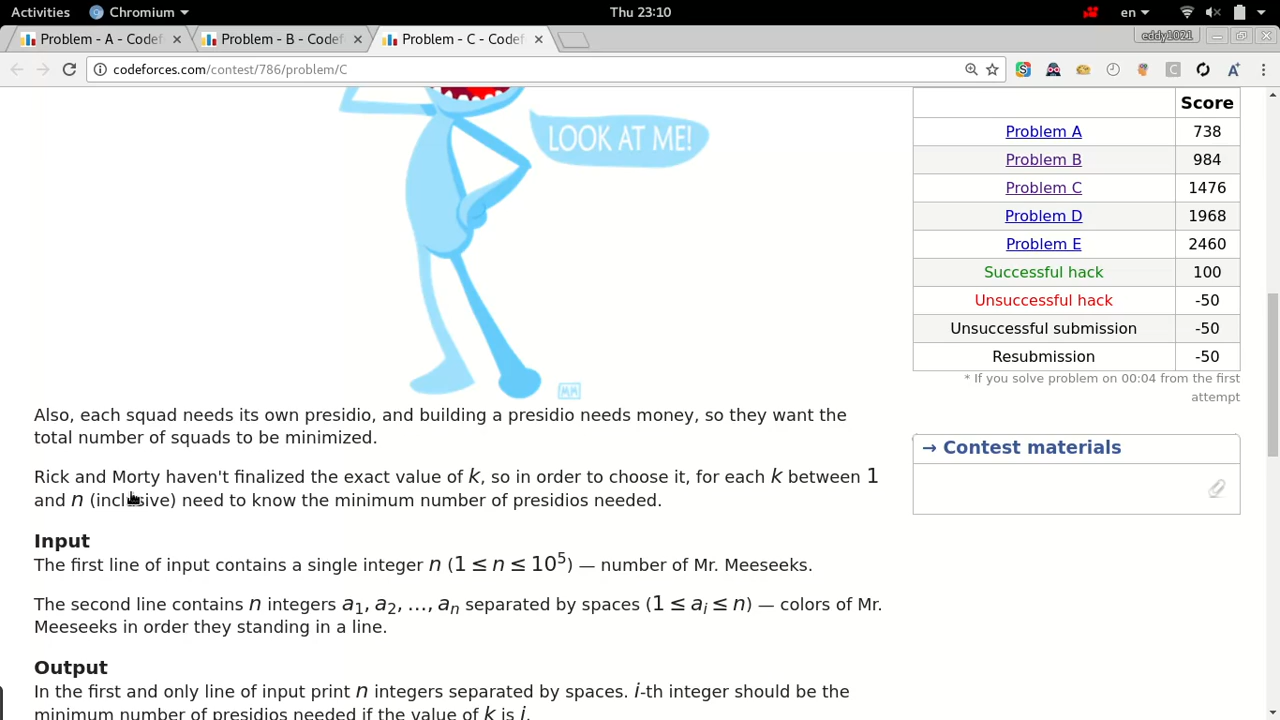 Activities Chromium Thu 23:10 en
Problem - A - Codef Problem - B - Codef Problem - C - Codef eddy1021
codeforces.com/contest/786/problem/C
LOOK AT ME!
Also, each squad needs its own presidio, and building a presidio needs money, so they want the
total number of squads to be minimized.
Rick and Morty haven't finalized the exact value of k, so in order to choose it, for each k between 1
and n (inclusive) need to know the minimum number of presidios needed.
Input
The first line of input contains a single integer n (1 ≤ n ≤ 10⁵) — number of Mr. Meeseeks.
The second line contains n integers a₁, a₂, ..., aₙ separated by spaces (1 ≤ aᵢ ≤ n) — colors of Mr.
Meeseeks in order they standing in a line.
Output
In the first and only line of input print n integers separated by spaces. i-th integer should be the
minimum number of presidios needed if the value of k is i.
Score
Problem A 738
Problem B 984
Problem C 1476
Problem D 1968
Problem E 2460
Successful hack 100
Unsuccessful hack -50
Unsuccessful submission -50
Resubmission -50
* If you solve problem on 00:04 from the first
attempt
→ Contest materials